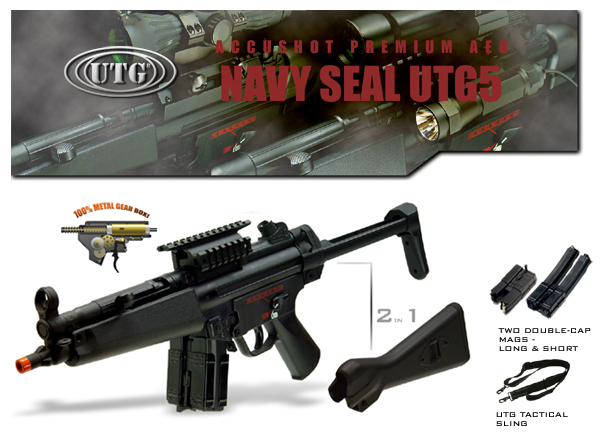 ACCUSHOT PREMIUM AEG
UTG
NAVY SEAL UTG5
100% METAL GEAR BOX!
2 IN 1
TWO DOUBLE-CAP
MAGS -
LONG & SHORT
UTG TACTICAL
SLING